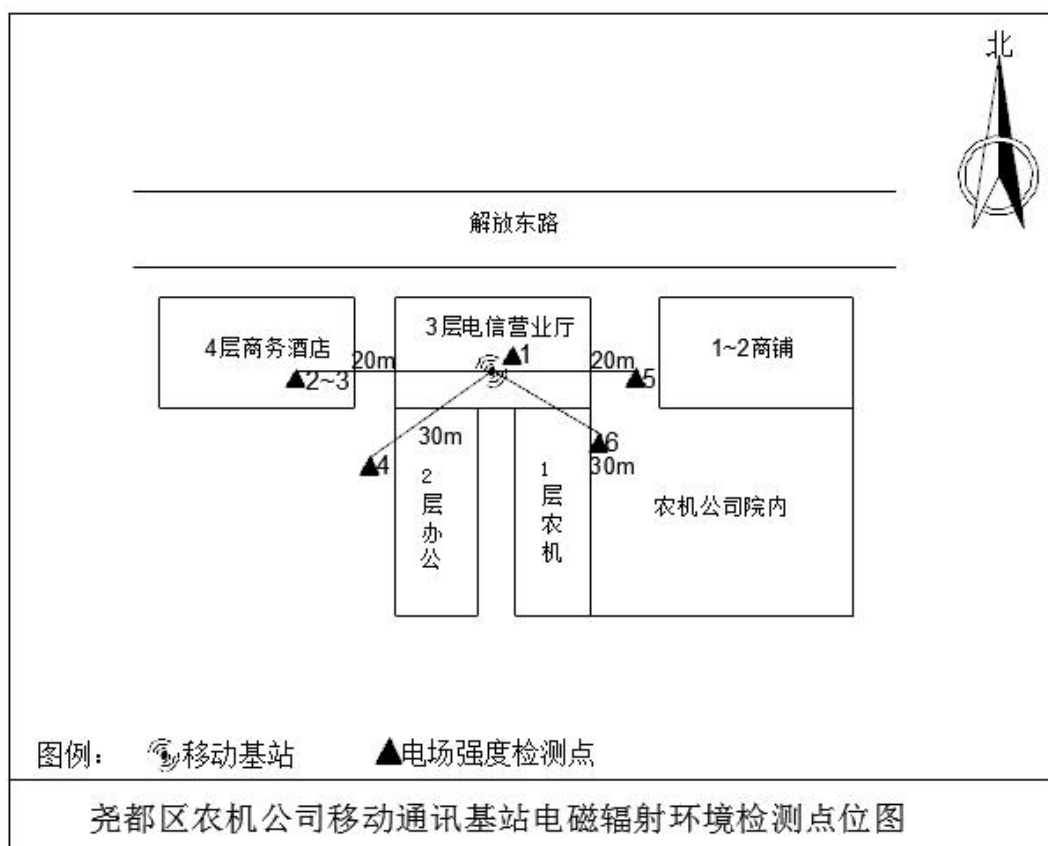 北
解放东路
3层电信营业厅
4层商务酒店
1~2商铺
20m
20m
1
2~3
5
30m
6
30m
4
2层办公
1层农机
农机公司院内
图例：
移动基站
电场强度检测点
尧都区农机公司移动通讯基站电磁辐射环境检测点位图